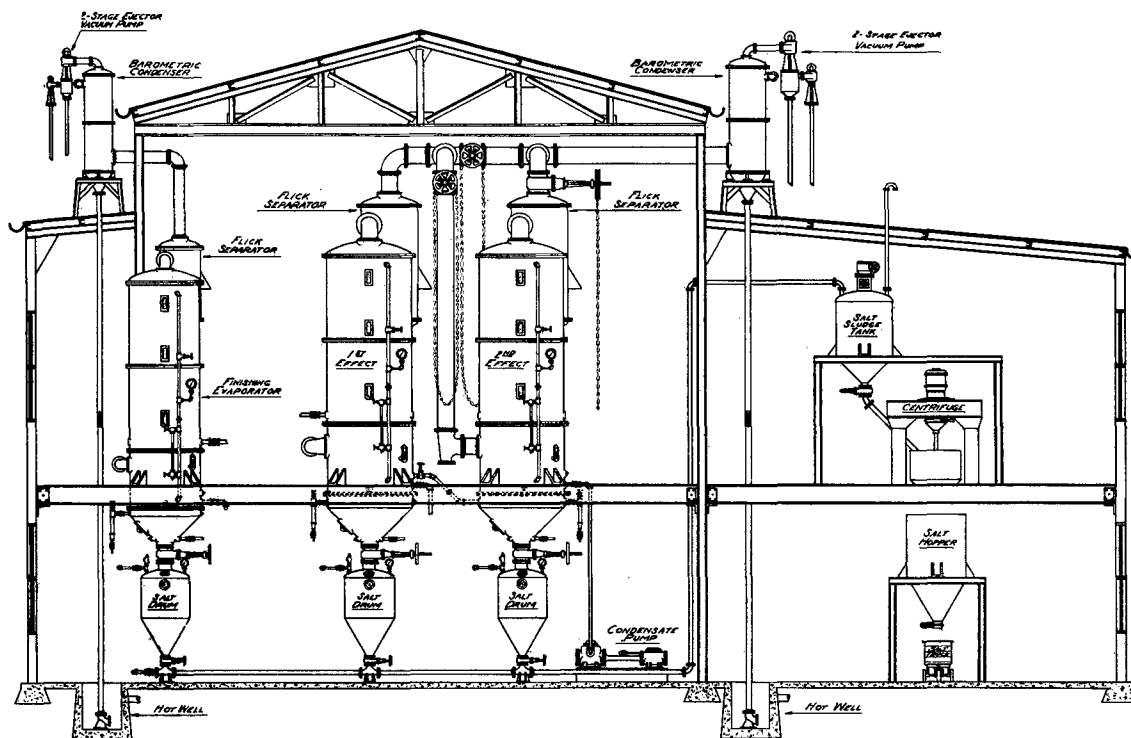 2-STAGE EJECTOR
VACUUM PUMP
BAROMETRIC
CONDENSER
BAROMETRIC
CONDENSER
2-STAGE EJECTOR
VACUUM PUMP
FLICK
SEPARATOR
FLICK
SEPARATOR
FLICK
SEPARATOR
SALT
SLUDGE
TANK
1ST
EFFECT
2ND
EFFECT
FINISHING
EVAPORATOR
CENTRIFUGE
SALT
HOPPER
SALT
DRUM
SALT
DRUM
SALT
DRUM
CONDENSATE
PUMP
HOT WELL
HOT WELL